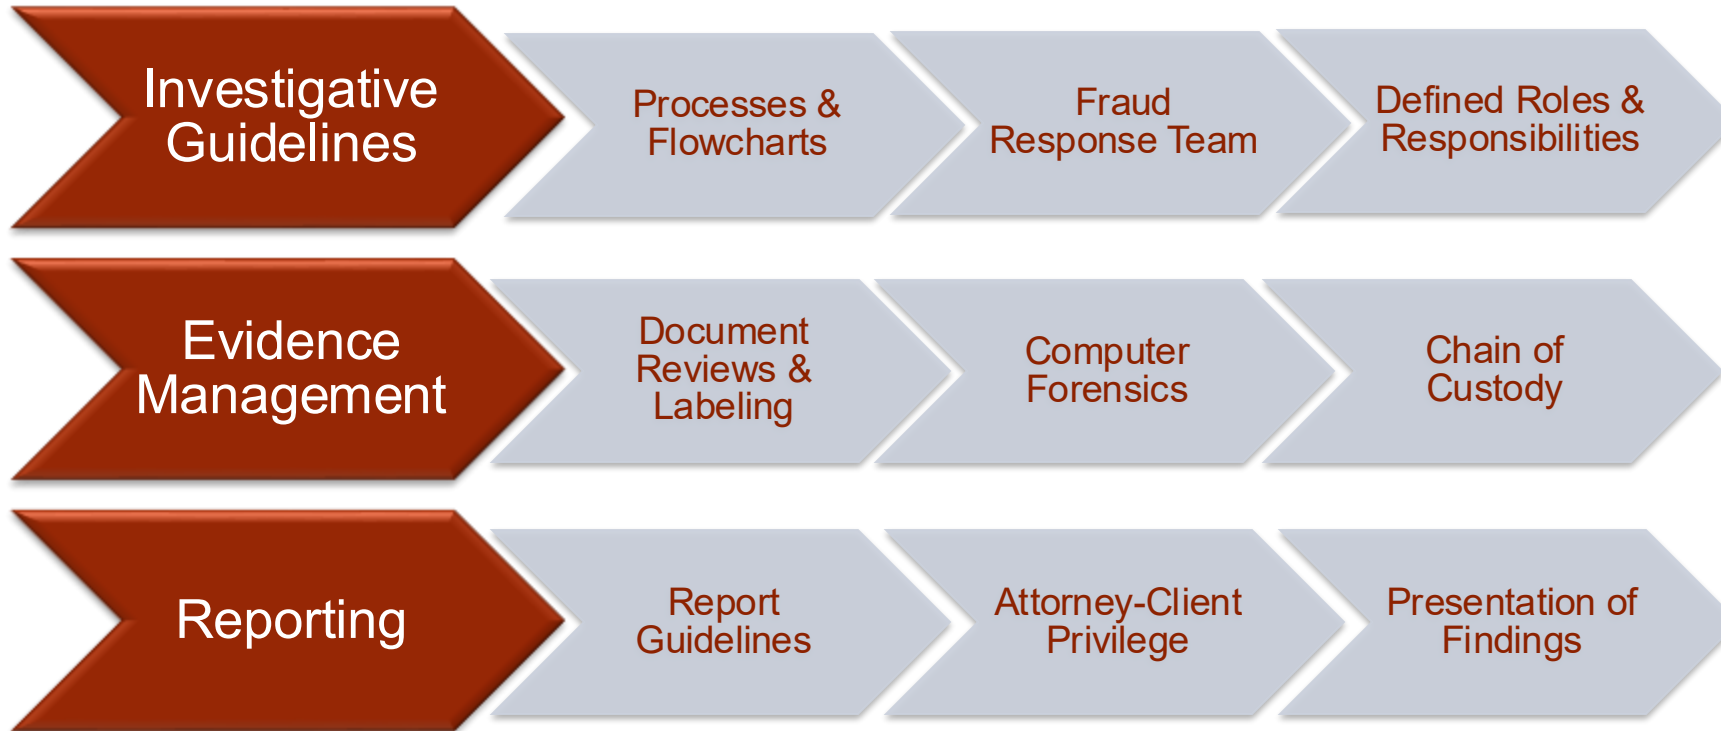 Investigative
Guidelines
Processes &
Flowcharts
Fraud
Response Team
Defined Roles &
Responsibilities
Evidence
Management
Document
Reviews &
Labeling
Computer
Forensics
Chain of
Custody
Reporting
Report
Guidelines
Attorney-Client
Privilege
Presentation of
Findings